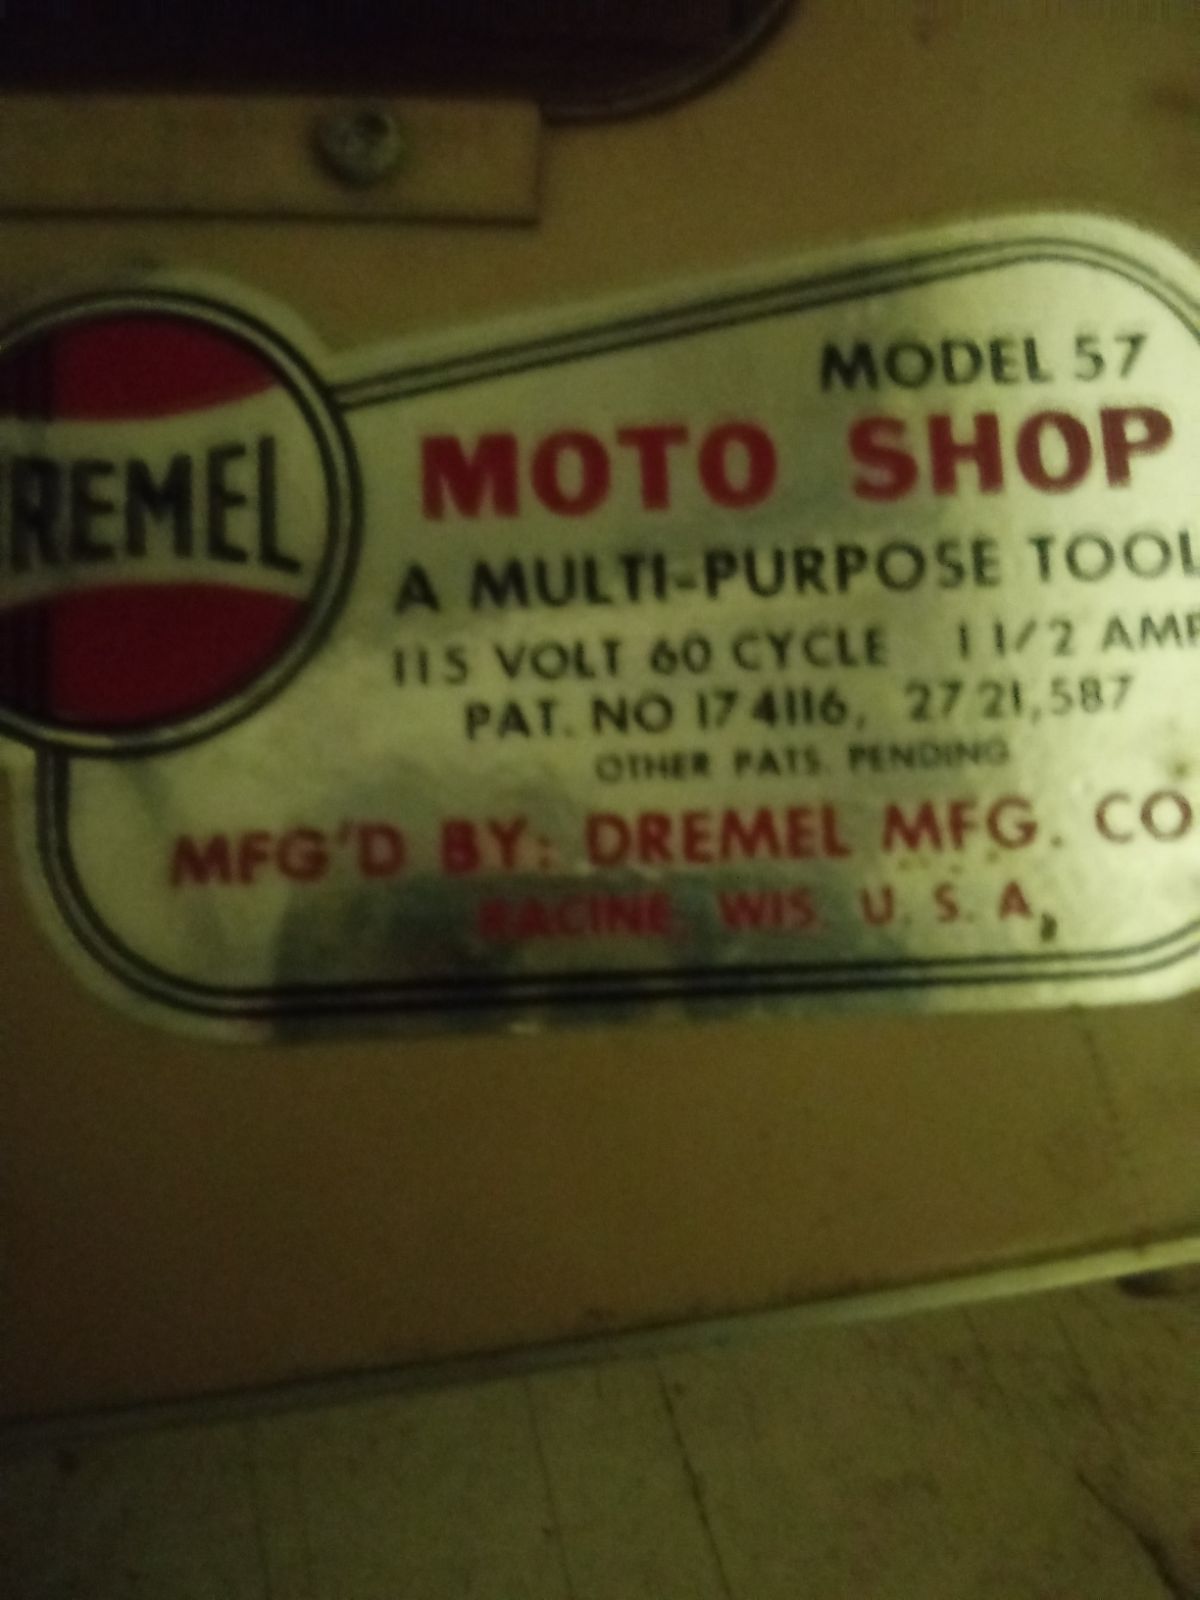 MODEL 57
MOTO SHOP
DREMEL
A MULTI-PURPOSE TOOL
115 VOLT 60 CYCLE 1 1/2 AMP
PAT. NO 174116, 2721,587
OTHER PATS. PENDING
MFG'D BY: DREMEL MFG. CO
RACINE, WIS. U. S. A.